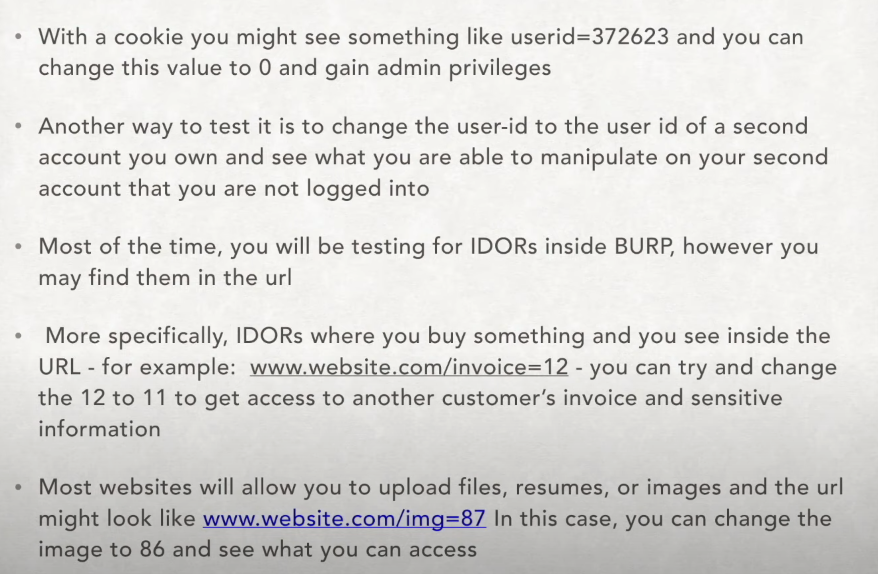 • With a cookie you might see something like userid=372623 and you can
change this value to 0 and gain admin privileges
• Another way to test it is to change the user-id to the user id of a second
account you own and see what you are able to manipulate on your second
account that you are not logged into
• Most of the time, you will be testing for IDORs inside BURP, however you
may find them in the url
• More specifically, IDORs where you buy something and you see inside the
URL - for example: www.website.com/invoice=12 - you can try and change
the 12 to 11 to get access to another customer’s invoice and sensitive
information
• Most websites will allow you to upload files, resumes, or images and the url
might look like www.website.com/img=87 In this case, you can change the
image to 86 and see what you can access